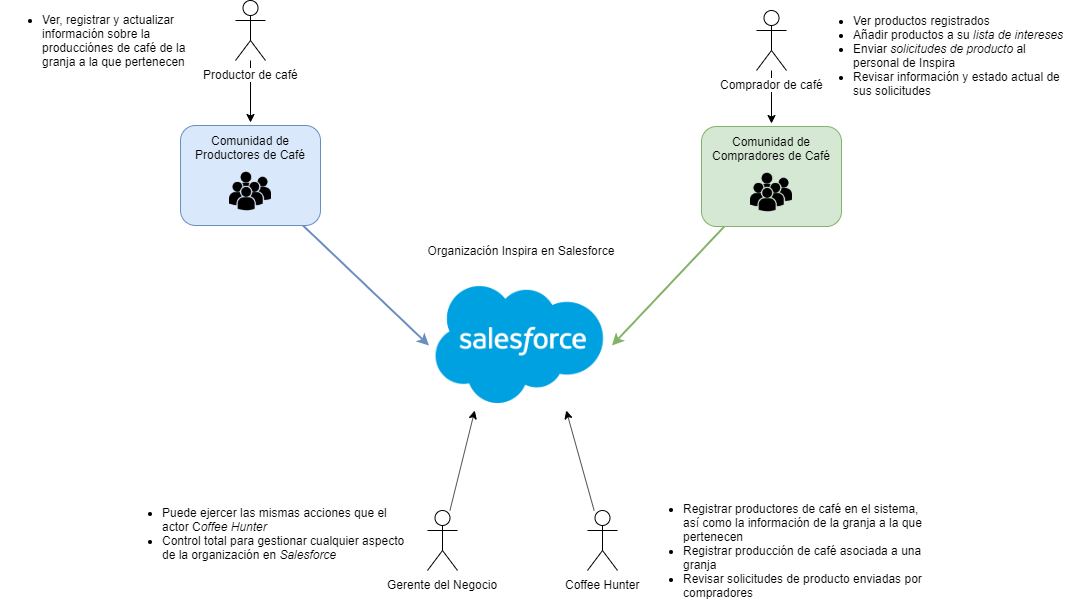 Ver, registrar y actualizar
información sobre la
producciónes de café de la
granja a la que pertenecen
Productor de café
Ver productos registrados
Añadir productos a su lista de intereses
Enviar solicitudes de producto al
personal de Inspira
Revisar información y estado actual de
sus solicitudes
Comprador de café
Comunidad de
Productores de Café
Comunidad de
Compradores de Café
Organización Inspira en Salesforce
salesforce
Puede ejercer las mismas acciones que el
actor Coffee Hunter
Control total para gestionar cualquier aspecto
de la organización en Salesforce
Gerente del Negocio
Coffee Hunter
Registrar productores de café en el sistema,
así como la información de la granja a la que
pertenecen
Registrar producción de café asociada a una
granja
Revisar solicitudes de producto enviadas por
compradores